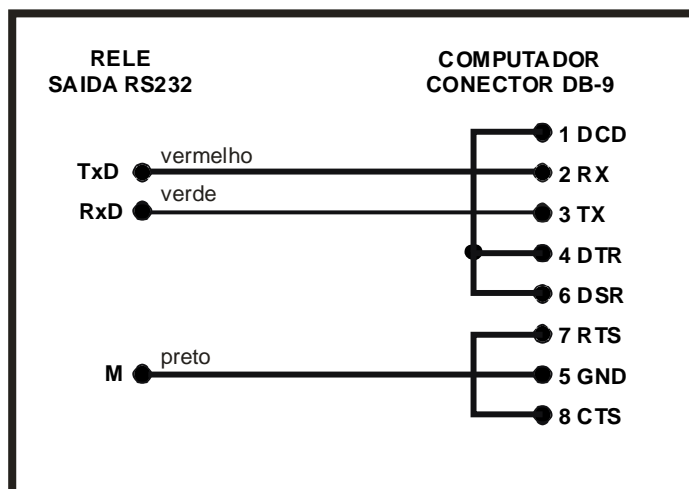 RELE
SAIDA RS232
COMPUTADOR
CONECTOR DB-9
1 DCD
vermelho
TxD
2 RX
verde
RxD
3 TX
4 DTR
6 DSR
7 RTS
preto
M
5 GND
8 CTS